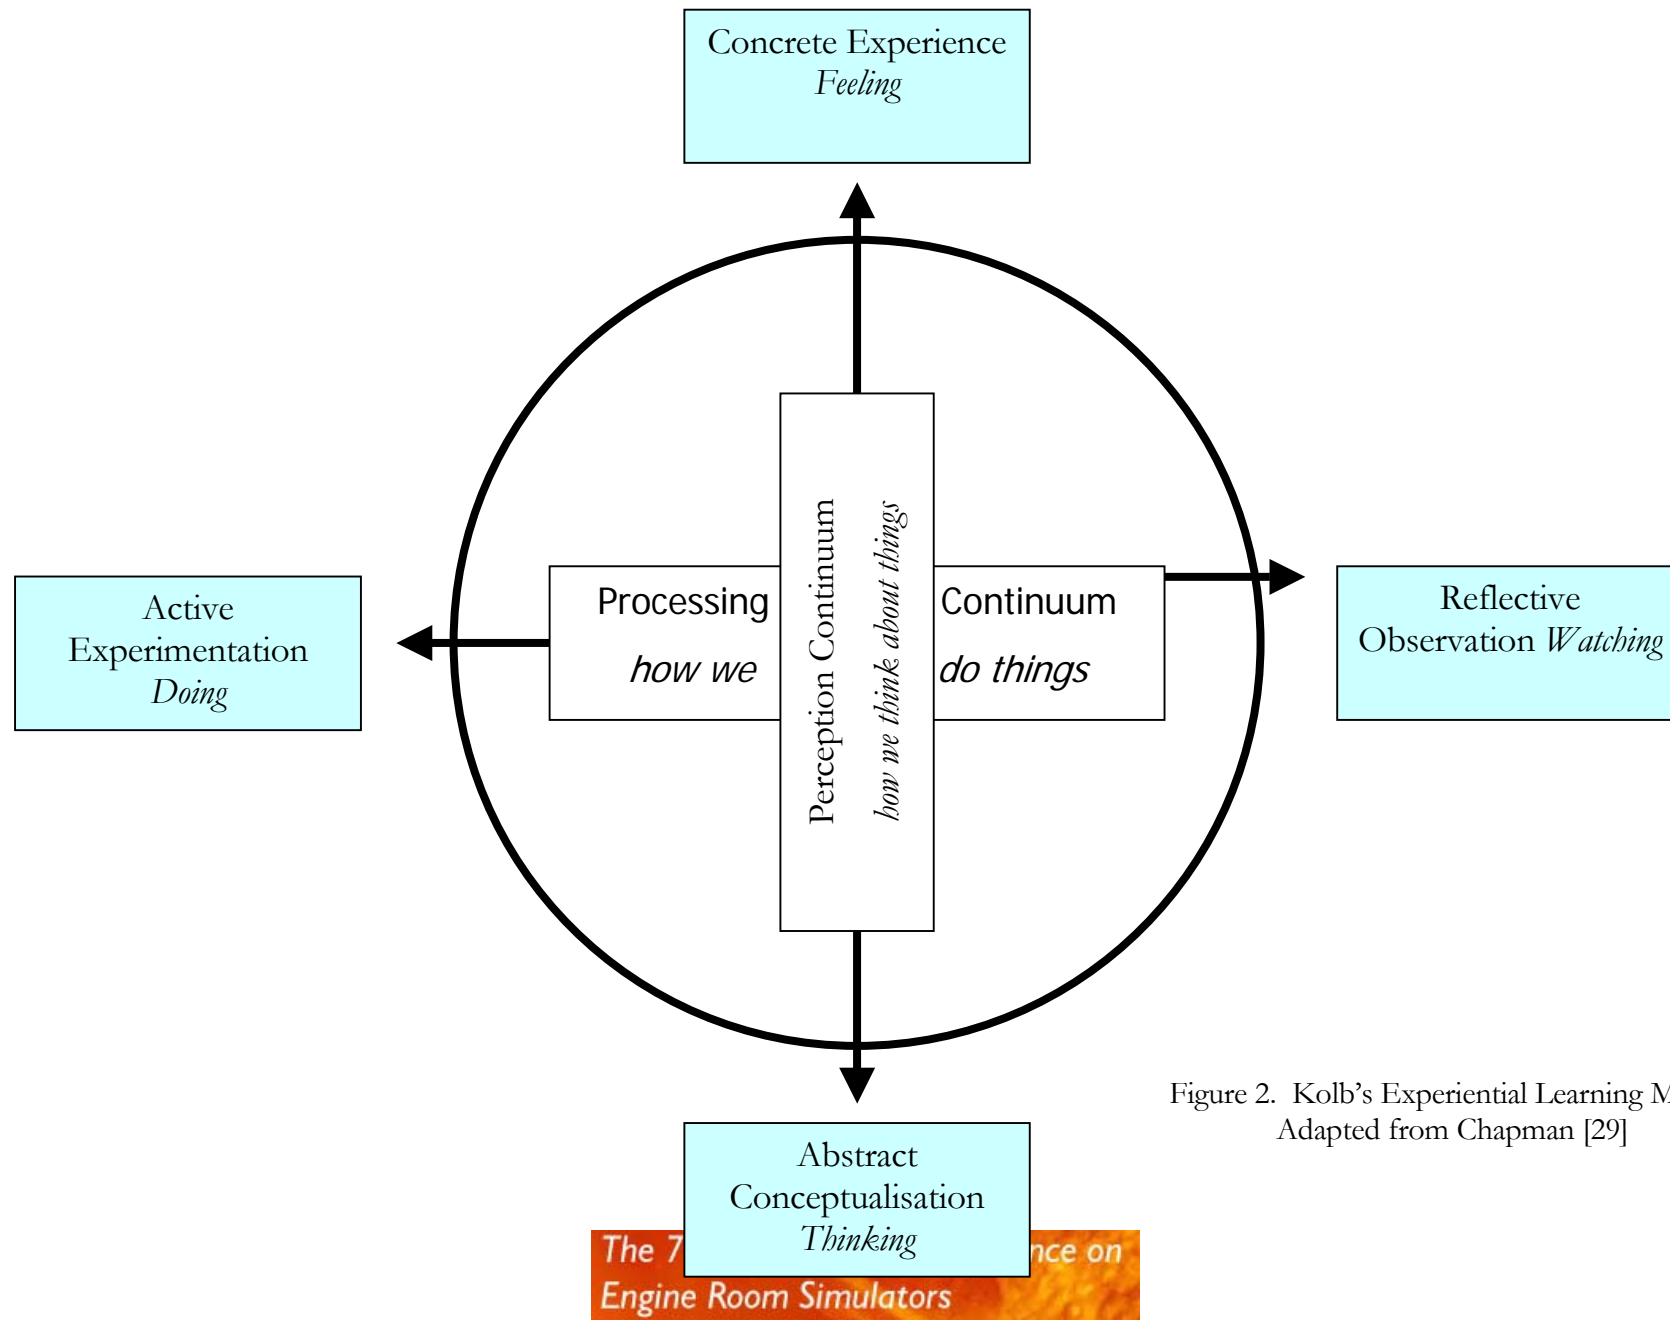 Concrete Experience
Feeling
Active
Experimentation
Doing
Processing Continuum
how we do things
Perception Continuum
how we think about things
Reflective
Observation Watching
Figure 2. Kolb's Experiential Learning
Adapted from Chapman [29]
Abstract
Conceptualisation
Thinking
The on
Engine Room Simulators